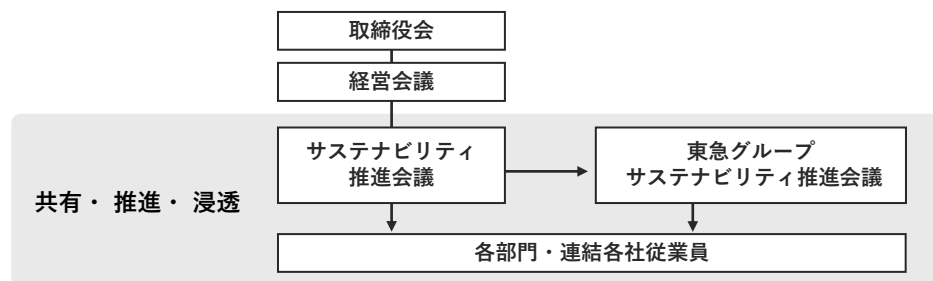 取締役会
経営会議
サステナビリティ
推進会議
東急グループ
サステナビリティ推進会議
共有・ 推進・ 浸透
各部門・連結各社従業員